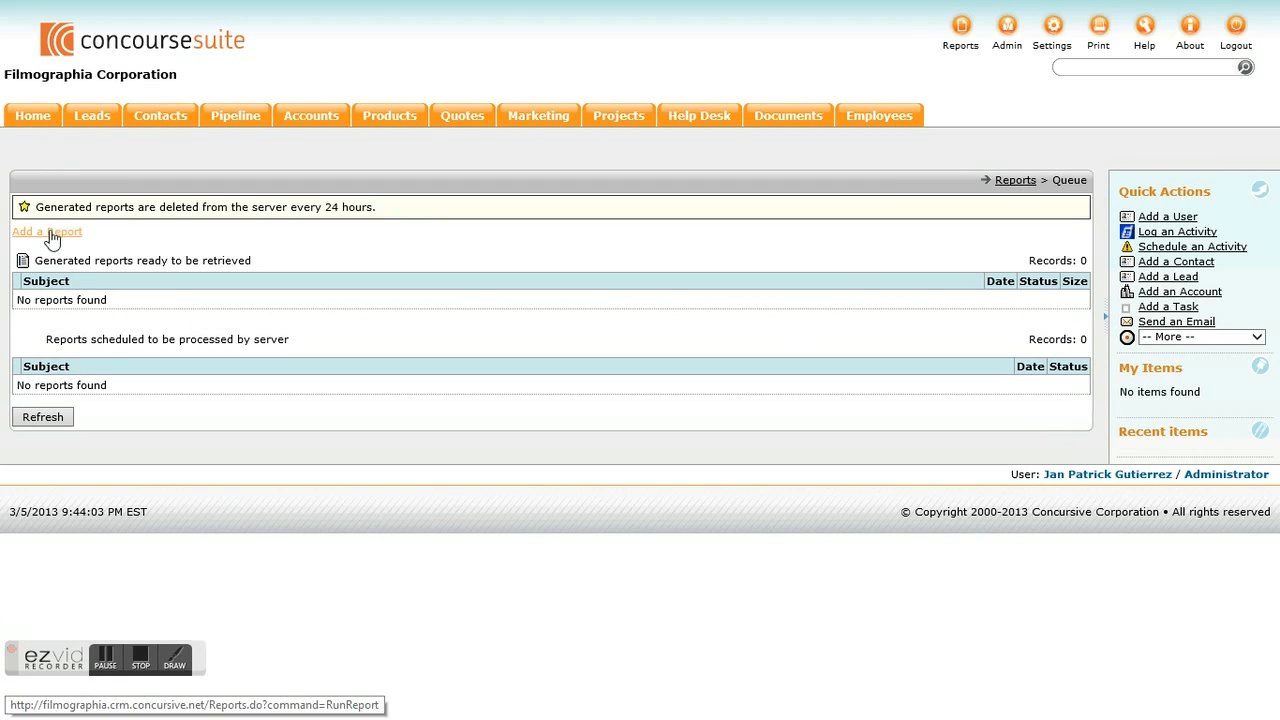 concoursesuite
Reports Admin Settings Print Help About Logout
Filmographia Corporation
Home Leads Contacts Pipeline Accounts Products Quotes Marketing Projects Help Desk Documents Employees
Reports > Queue
Generated reports are deleted from the server every 24 hours.
Add a Report
Generated reports ready to be retrieved Records: 0
Subject Date Status Size
No reports found
Reports scheduled to be processed by server Records: 0
Subject Date Status
No reports found
Refresh
Quick Actions
Add a User
Log an Activity
Schedule an Activity
Add a Contact
Add a Lead
Add an Account
Add a Task
Send an Email
-- More --
My Items
No items found
Recent items
User: Jan Patrick Gutierrez / Administrator
3/5/2013 9:44:03 PM EST © Copyright 2000-2013 Concursive Corporation • All rights reserved
ezvid
RECORDER
PAUSE STOP DRAW
http://filmographia.crm.concursive.net/Reports.do?command=RunReport